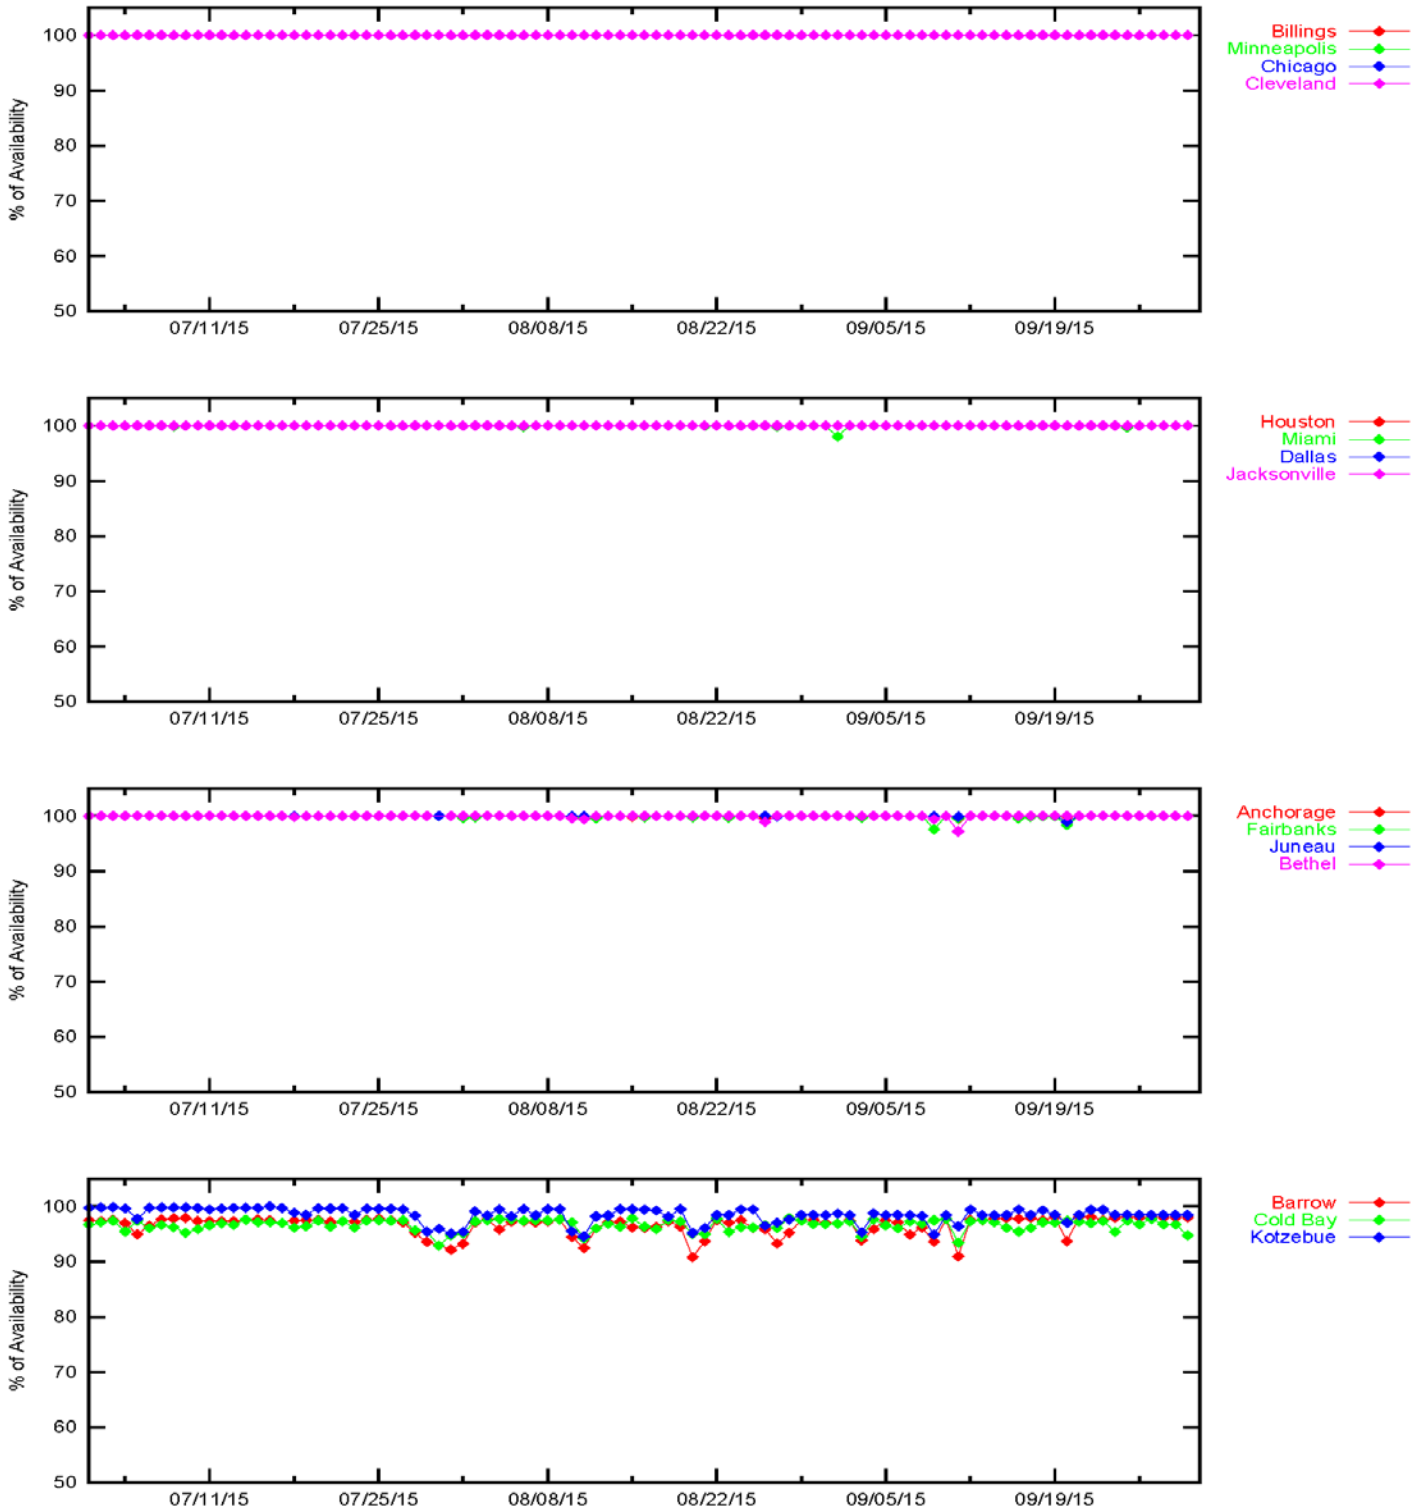 % of Availability
100
90
80
70
60
50
07/11/15 07/25/15 08/08/15 08/22/15 09/05/15 09/19/15
Billings
Minneapolis
Chicago
Cleveland
% of Availability
100
90
80
70
60
50
07/11/15 07/25/15 08/08/15 08/22/15 09/05/15 09/19/15
Houston
Miami
Dallas
Jacksonville
% of Availability
100
90
80
70
60
50
07/11/15 07/25/15 08/08/15 08/22/15 09/05/15 09/19/15
Anchorage
Fairbanks
Juneau
Bethel
% of Availability
100
90
80
70
60
50
07/11/15 07/25/15 08/08/15 08/22/15 09/05/15 09/19/15
Barrow
Cold Bay
Kotzebue